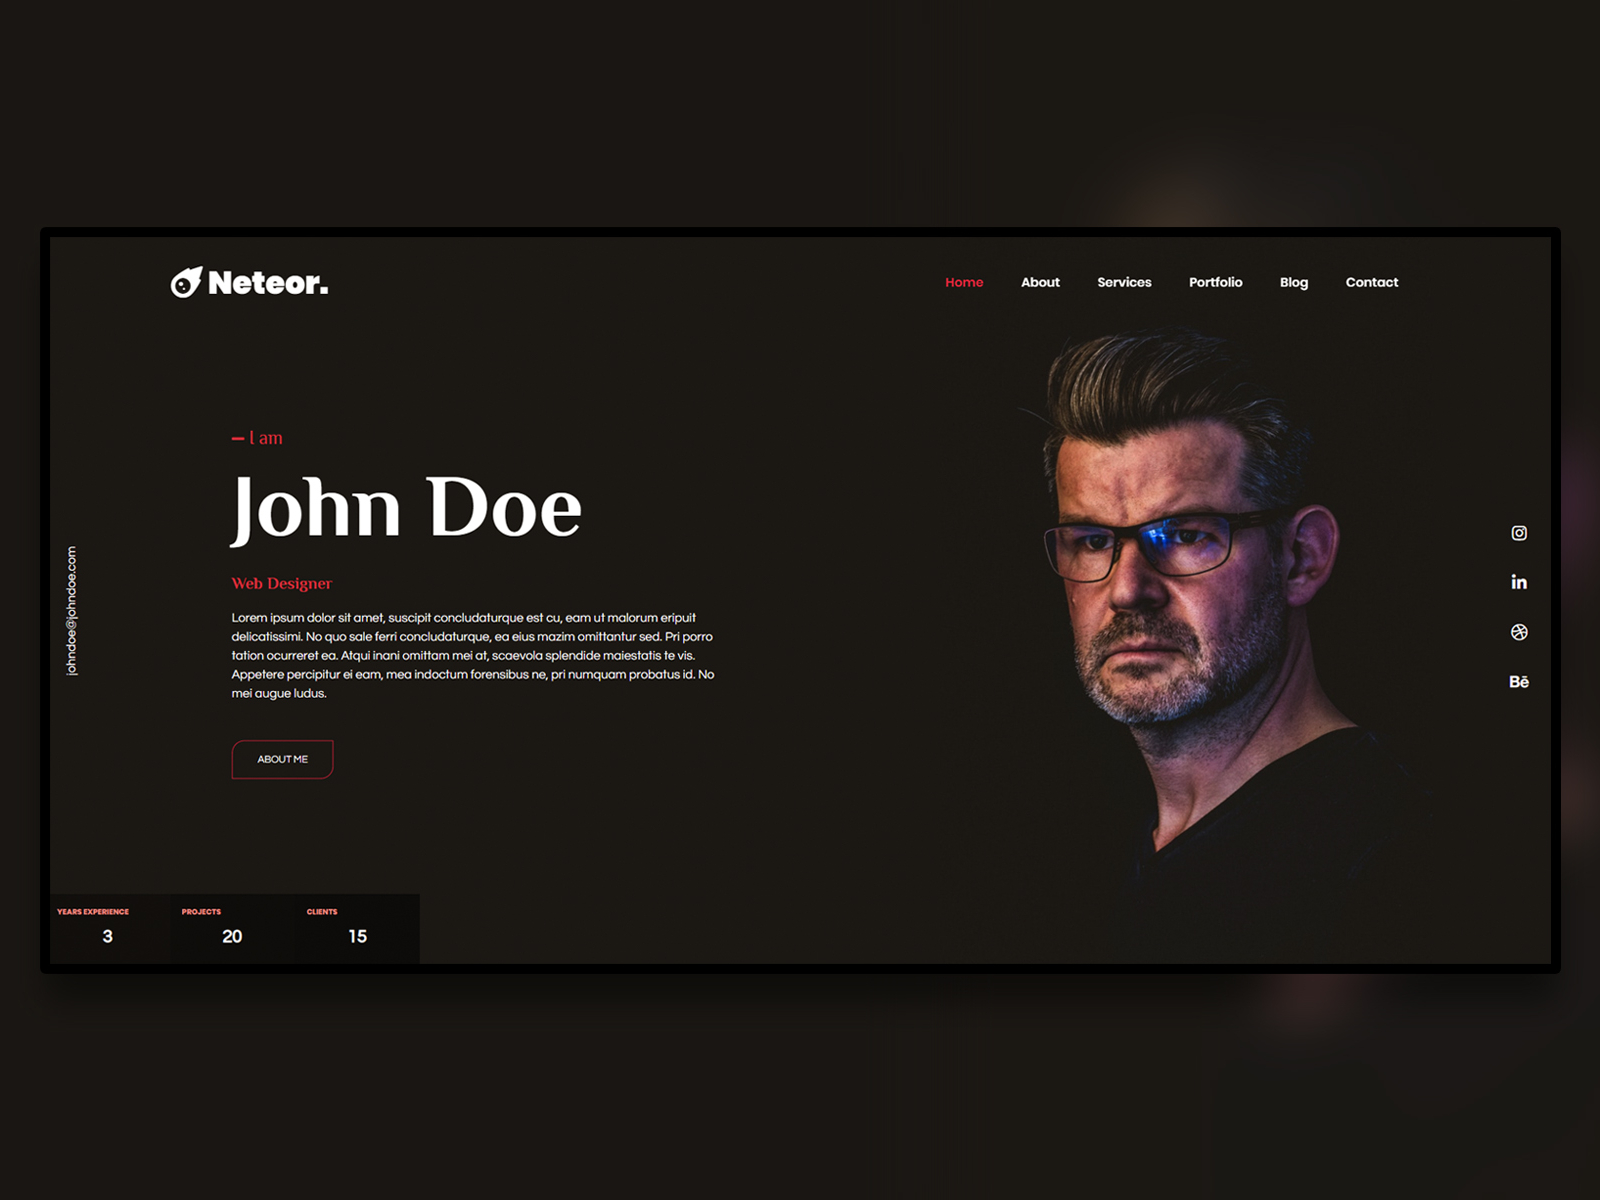 Neteor.
Home About Services Portfolio Blog Contact
I am
John Doe
Web Designer
Lorem ipsum dolor sit amet, suscipit concludaturque est cu, eam ut malorum eripuit
delicatissimi. No quo sale ferri concludaturque, ea eius mazim omittantur sed. Pri porro
tation ocurreret ea. Atqui inani omittam mei at, scaevola splendide maiestatis te vis.
Appetere percipitur ei eam, mea indoctum forensibus ne, pri numquam probatus id. No
mei augue ludus.
ABOUT ME
johndoe@johndoe.com
in
Bē
YEARS EXPERIENCE PROJECTS CLIENTS
3 20 15